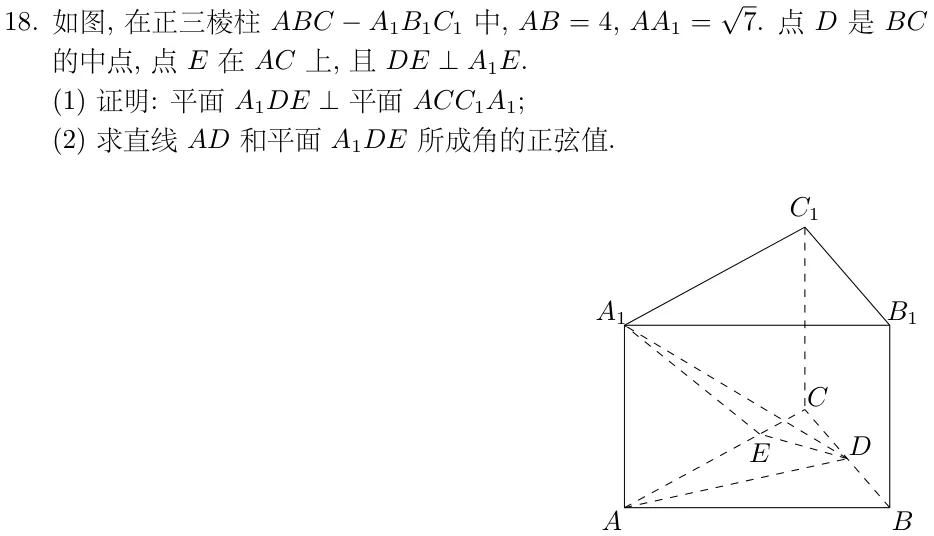 18. 如图, 在正三棱柱 ABC − A₁B₁C₁ 中, AB = 4, AA₁ = √7. 点 D 是 BC
的中点, 点 E 在 AC 上, 且 DE ⊥ A₁E.
(1) 证明: 平面 A₁DE ⊥ 平面 ACC₁A₁;
(2) 求直线 AD 和平面 A₁DE 所成角的正弦值.
C₁
A₁
B₁
C
D
E
A
B